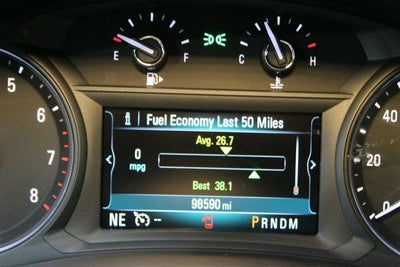 E F C H
i Fuel Economy Last 50 Miles
Avg. 26.7
0
mpg
Best 38.1
98590 mi
NE -- PRNDM
5
6
7
8
40
20
0